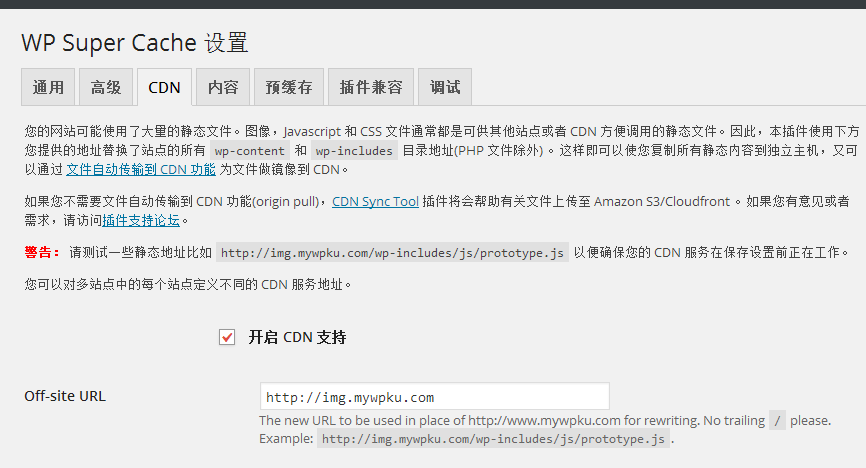 WP Super Cache 设置
通用 高级 CDN 内容 预缓存 插件兼容 调试
您的网站可能使用了大量的静态文件。图像，Javascript 和 CSS 文件通常都是可供其他站点或者 CDN 方便调用的静态文件。因此，本插件使用下方
您提供的地址替换了站点的所有 wp-content 和 wp-includes 目录地址(PHP 文件除外) 。这样即可以使您复制所有静态内容到独立主机，又可
以通过 文件自动传输到 CDN 功能 为文件做镜像到 CDN。
如果您不需要文件自动传输到 CDN 功能(origin pull)，CDN Sync Tool 插件将会帮助有关文件上传至 Amazon S3/Cloudfront 。如果您有意见或者
需求，请访问插件支持论坛。
警告： 请测试一些静态地址比如 http://img.mywpku.com/wp-includes/js/prototype.js 以便确保您的 CDN 服务在保存设置前正在工作。
您可以对多站点中的每个站点定义不同的 CDN 服务地址。
开启 CDN 支持
Off-site URL http://img.mywpku.com
The new URL to be used in place of http://www.mywpku.com for rewriting. No trailing / please.
Example: http://img.mywpku.com/wp-includes/js/prototype.js .